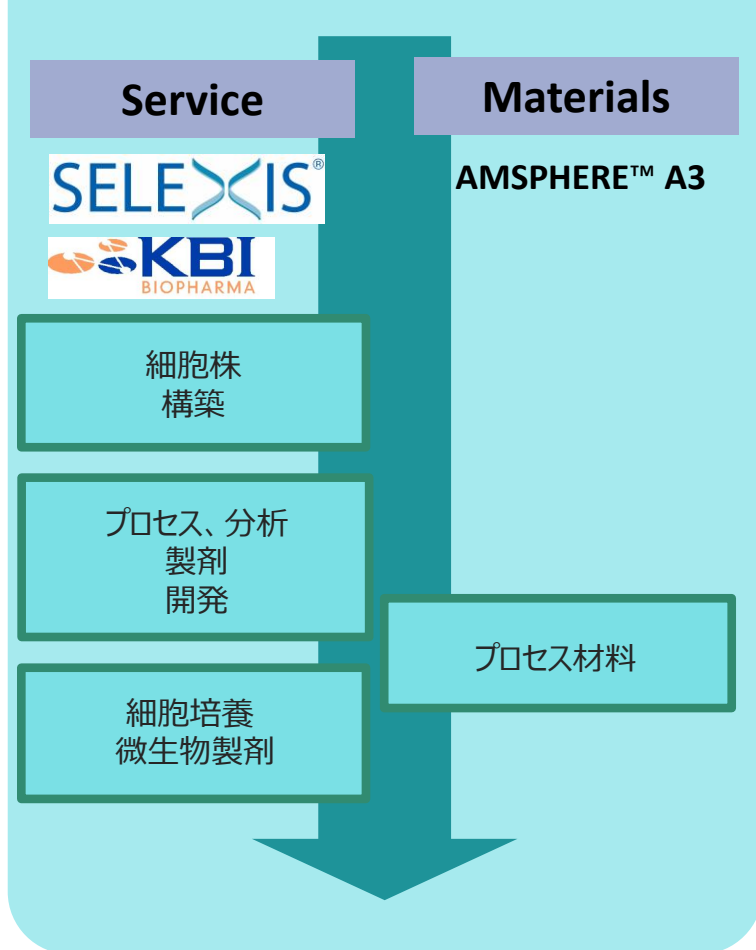 Service
Materials
SELEXIS®
AMSPHERE™ A3
KBI
BIOPHARMA
細胞株
構築
プロセス、分析
製剤
開発
プロセス材料
細胞培養
微生物製剤